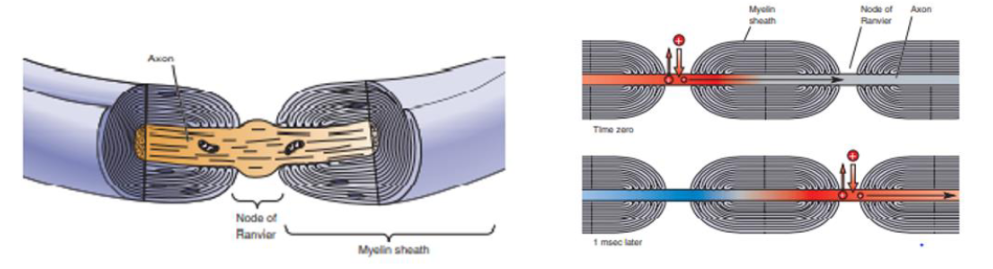 Axon
Node of
Ranvier
Myelin sheath
Myelin
sheath
Node of
Ranvier
Axon
+
Time zero
+
1 msec later